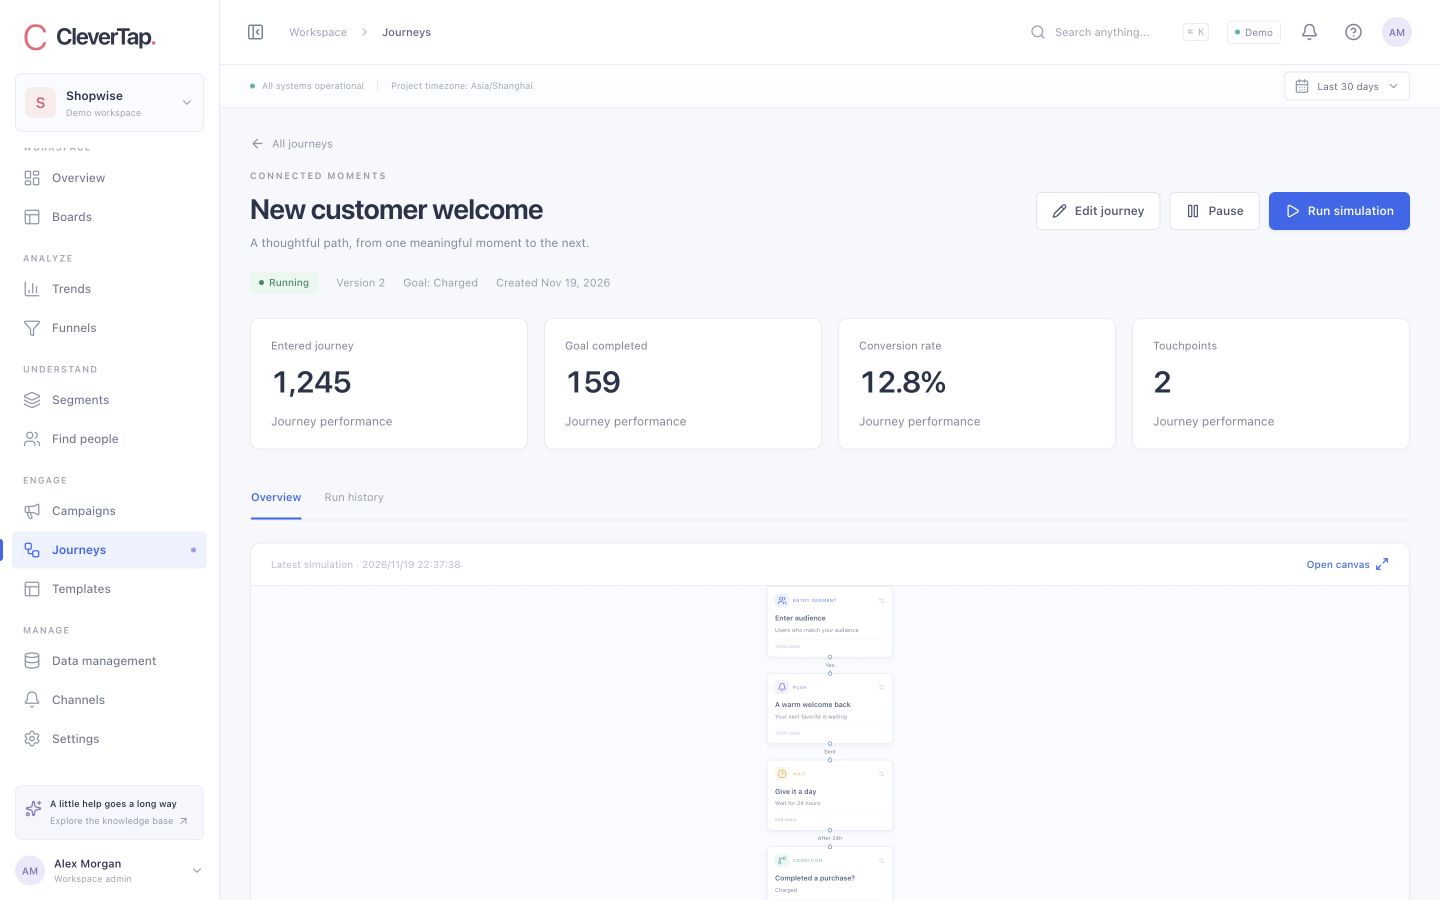 CleverTap.
S
Shopwise
Demo workspace
WORKSPACE
Overview
Boards
ANALYZE
Trends
Funnels
UNDERSTAND
Segments
Find people
ENGAGE
Campaigns
Journeys
Templates
MANAGE
Data management
Channels
Settings
A little help goes a long way
Explore the knowledge base
AM
Alex Morgan
Workspace admin
Workspace
Journeys
Search anything...
⌘ K
Demo
AM
All systems operational
Project timezone: Asia/Shanghai
Last 30 days
All journeys
CONNECTED MOMENTS
New customer welcome
A thoughtful path, from one meaningful moment to the next.
Edit journey
Pause
Run simulation
Running
Version 2
Goal: Charged
Created Nov 19, 2026
Entered journey
1,245
Journey performance
Goal completed
159
Journey performance
Conversion rate
12.8%
Journey performance
Touchpoints
2
Journey performance
Overview
Run history
Latest simulation · 2026/11/19 22:37:38
Open canvas
ENTRY SEGMENT
Enter audience
Users who match your audience
Yes
PUSH
A warm welcome back
Your next favorite is waiting
Sent
WAIT
Give it a day
Wait for 24 hours
After 24h
CONDITION
Completed a purchase?
Charged